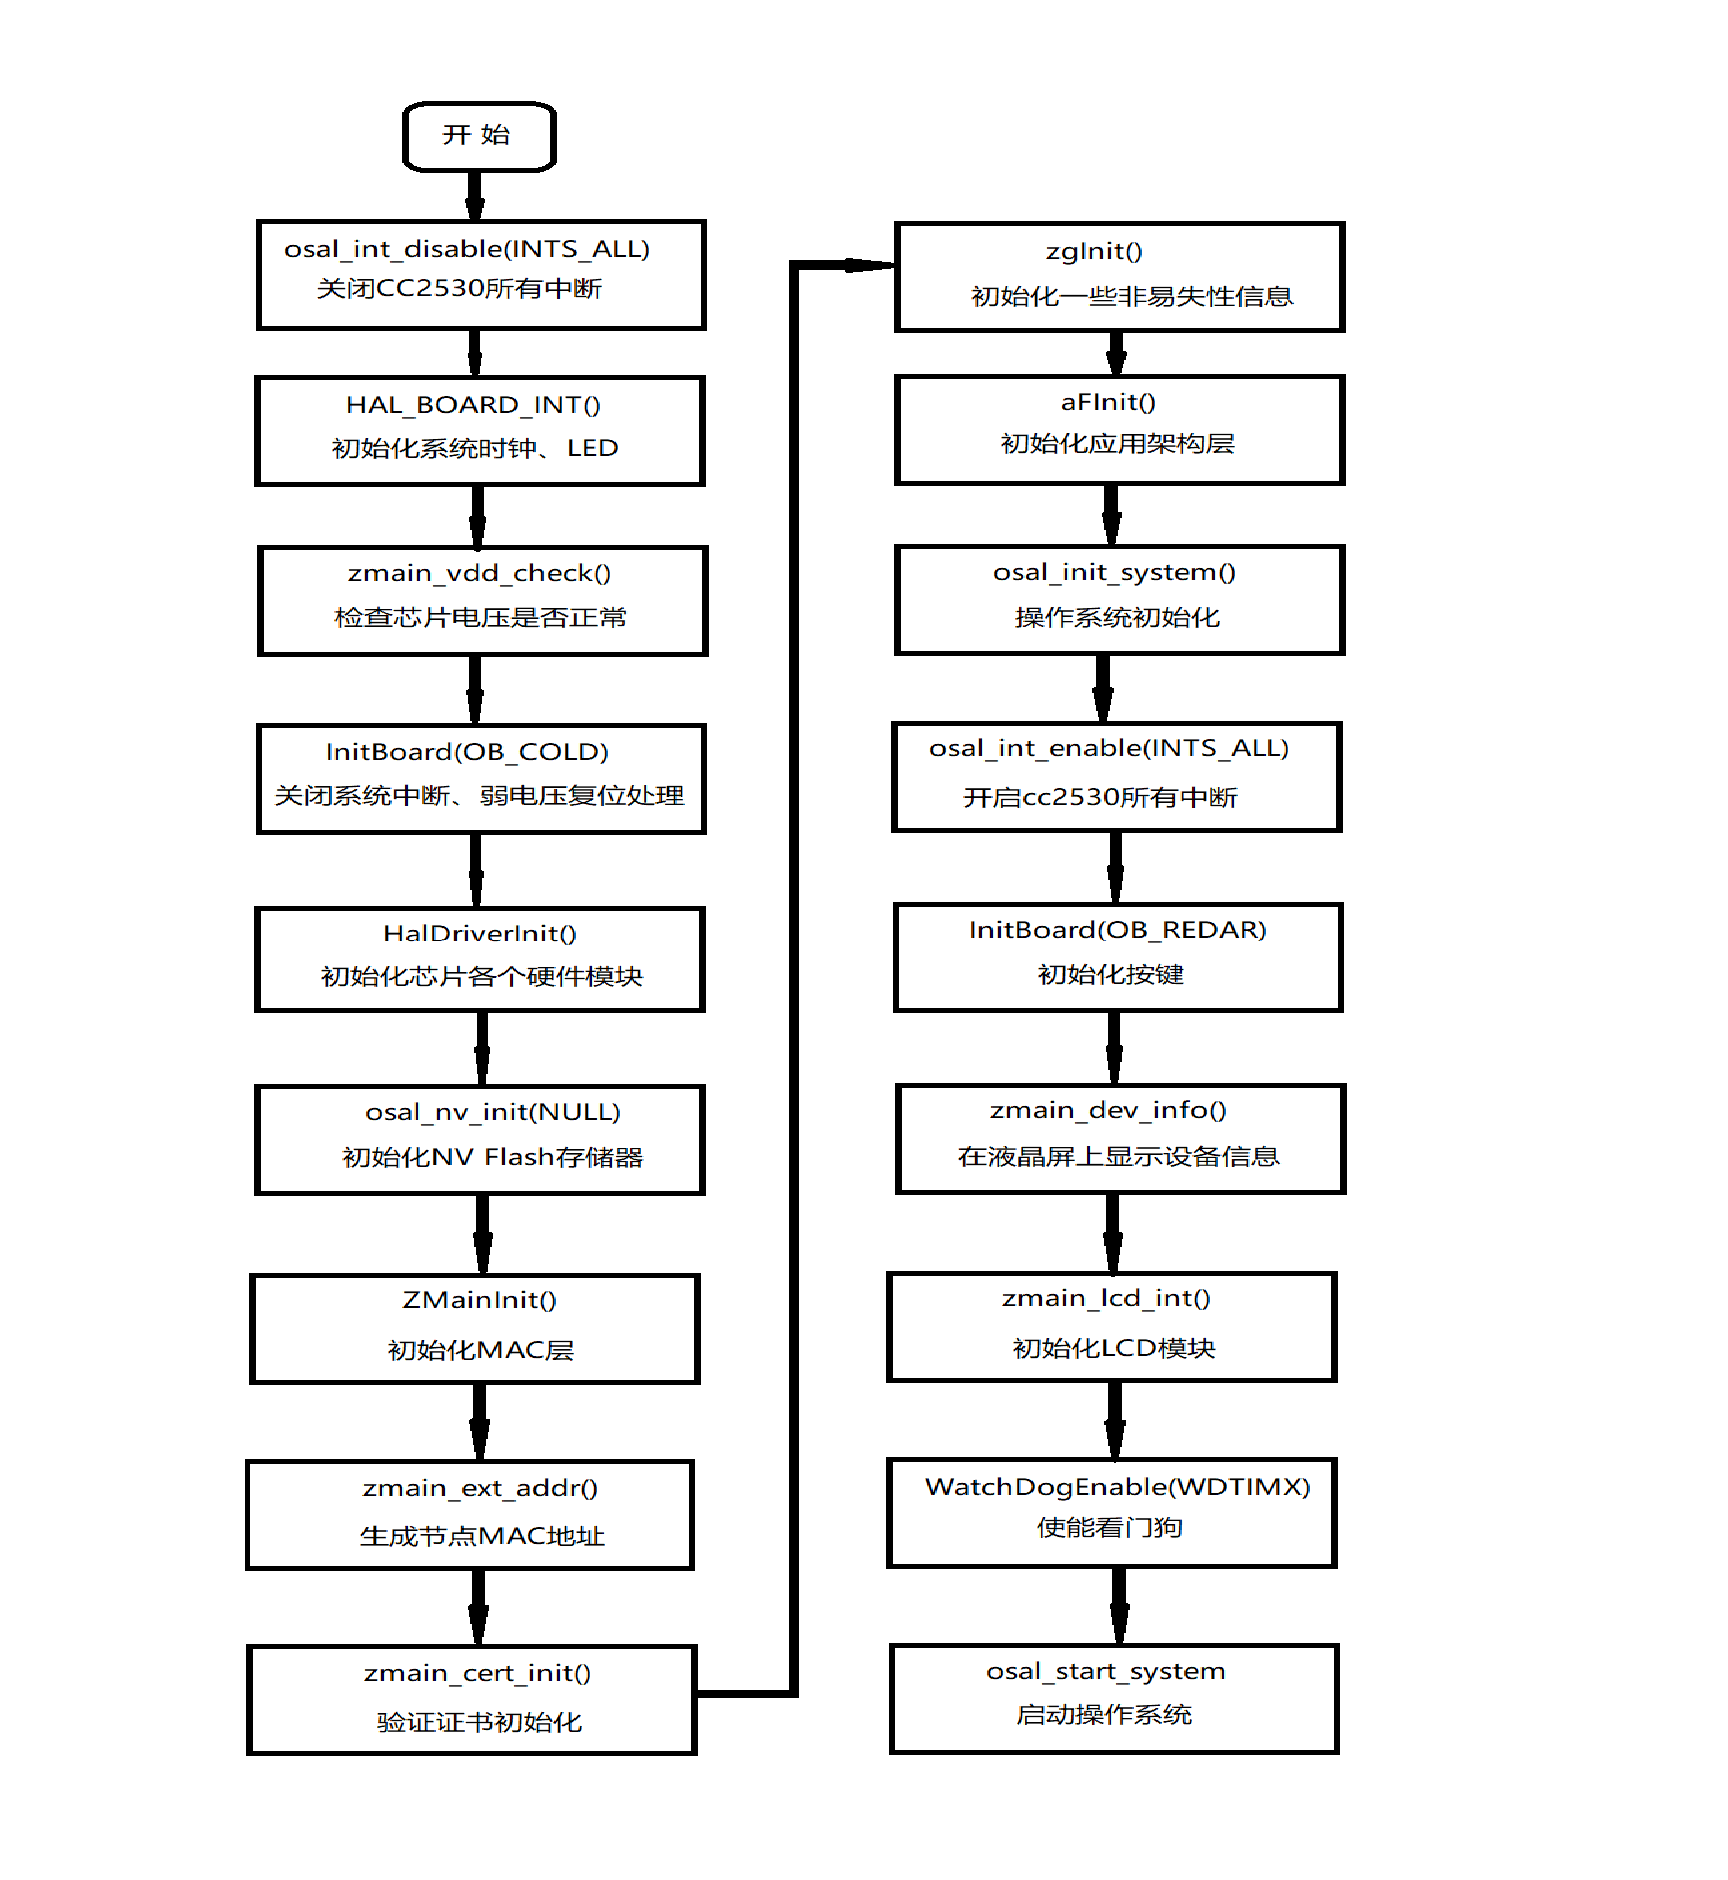 开 始
osal_int_disable(INTS_ALL)
关闭CC2530所有中断
HAL_BOARD_INT()
初始化系统时钟、LED
zmain_vdd_check()
检查芯片电压是否正常
InitBoard(OB_COLD)
关闭系统中断、弱电压复位处理
HalDriverInit()
初始化芯片各个硬件模块
osal_nv_init(NULL)
初始化NV Flash存储器
ZMainInit()
初始化MAC层
zmain_ext_addr()
生成节点MAC地址
zmain_cert_init()
验证证书初始化
zgInit()
初始化一些非易失性信息
aFInit()
初始化应用架构层
osal_init_system()
操作系统初始化
osal_int_enable(INTS_ALL)
开启cc2530所有中断
InitBoard(OB_REDAR)
初始化按键
zmain_dev_info()
在液晶屏上显示设备信息
zmain_lcd_int()
初始化LCD模块
WatchDogEnable(WDTIMX)
使能看门狗
osal_start_system
启动操作系统